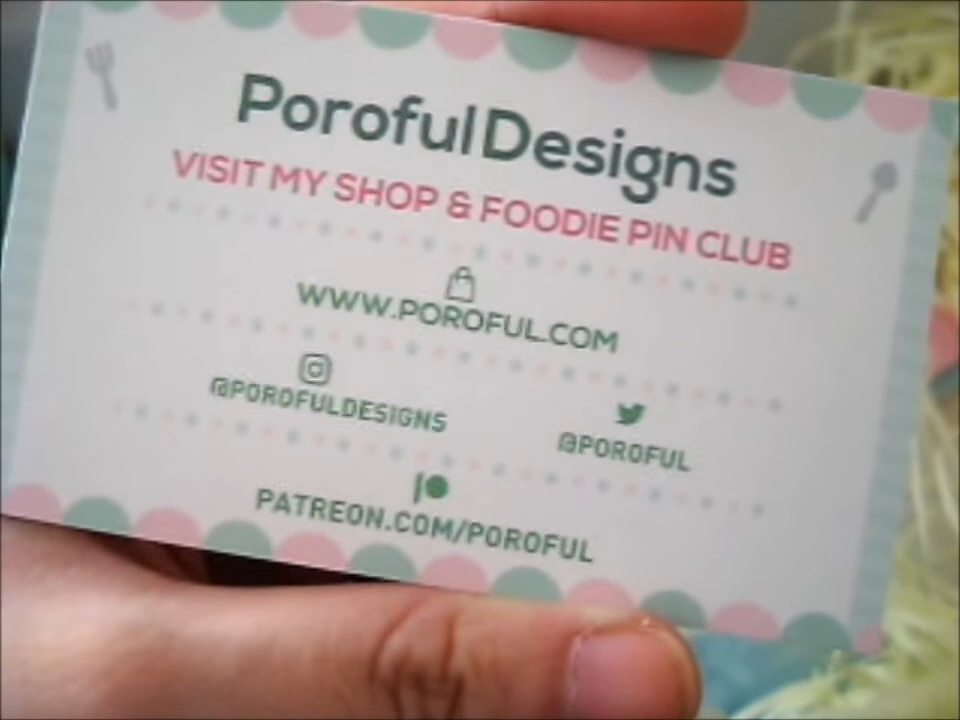 PorofulDesigns
VISIT MY SHOP & FOODIE PIN CLUB
WWW.POROFUL.COM
@POROFULDESIGNS
@POROFUL
PATREON.COM/POROFUL